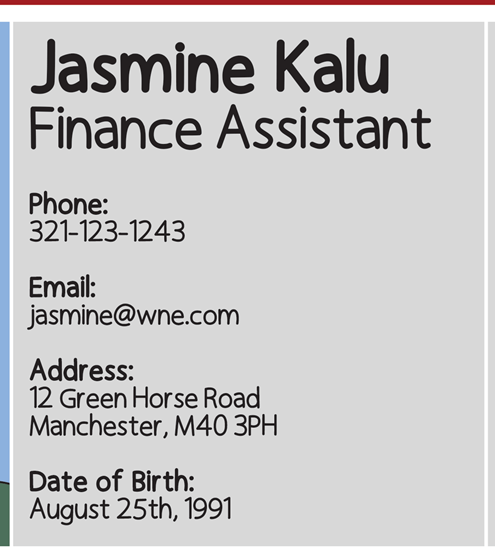 Jasmine Kalu
Finance Assistant
Phone:
321-123-1243
Email:
jasmine@wne.com
Address:
12 Green Horse Road
Manchester, M40 3PH
Date of Birth:
August 25th, 1991